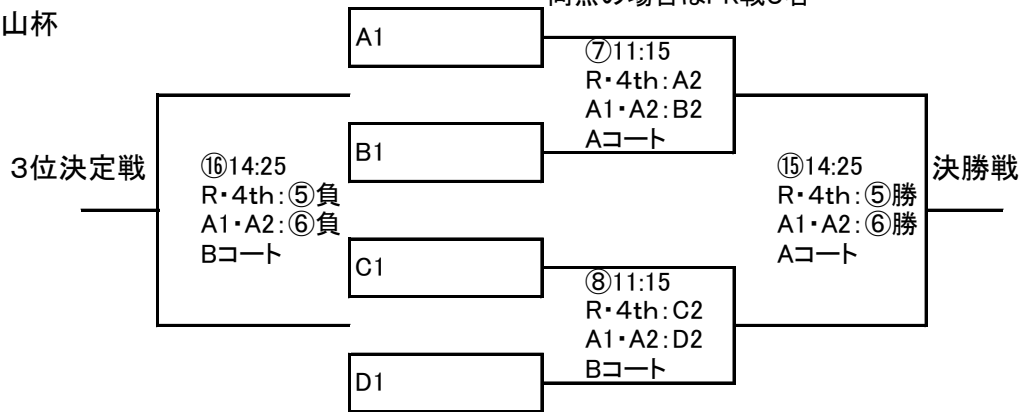 山杯
A1
⑦11:15
R・4th:A2
A1・A2:B2
Aコート
B1
3位決定戦
⑯14:25
R・4th:⑤負
A1・A2:⑥負
Bコート
⑮14:25
R・4th:⑤勝
A1・A2:⑥勝
Aコート
決勝戦
C1
⑧11:15
R・4th:C2
A1・A2:D2
Bコート
D1